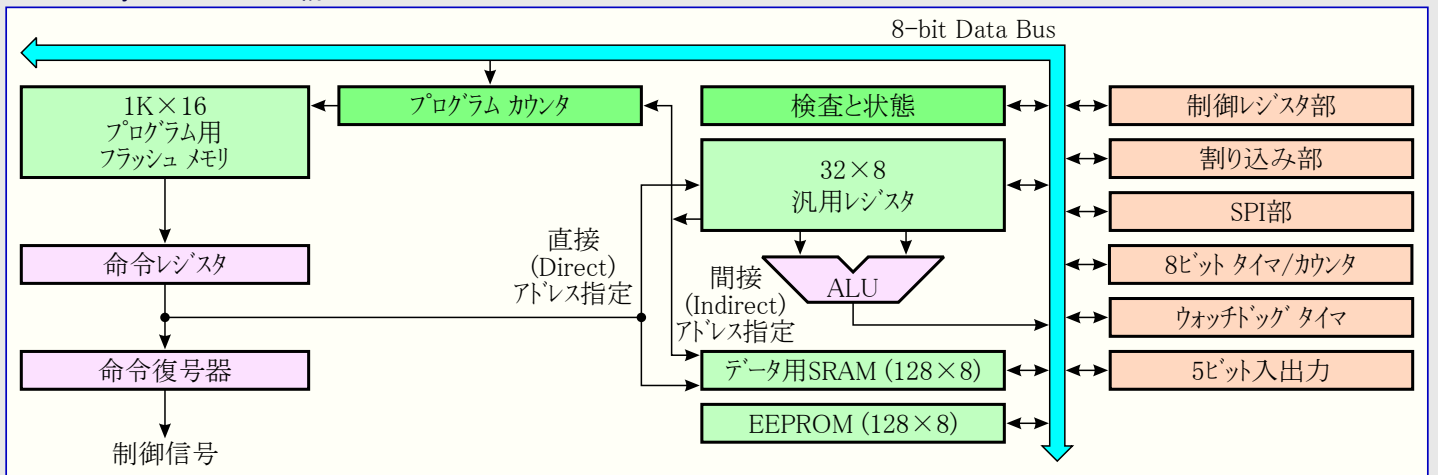 8-bit Data Bus
1K×16
プログラム用
フラッシュ メモリ
プログラム カウンタ
検査と状態
制御レジスタ部
32×8
汎用レジスタ
割り込み部
SPI部
命令レジスタ
直接
(Direct)
アドレス指定
間接
(Indirect)
アドレス指定
ALU
8ビット タイマ/カウンタ
ウォッチドッグ タイマ
命令復号器
データ用SRAM (128×8)
5ビット入出力
EEPROM (128×8)
制御信号